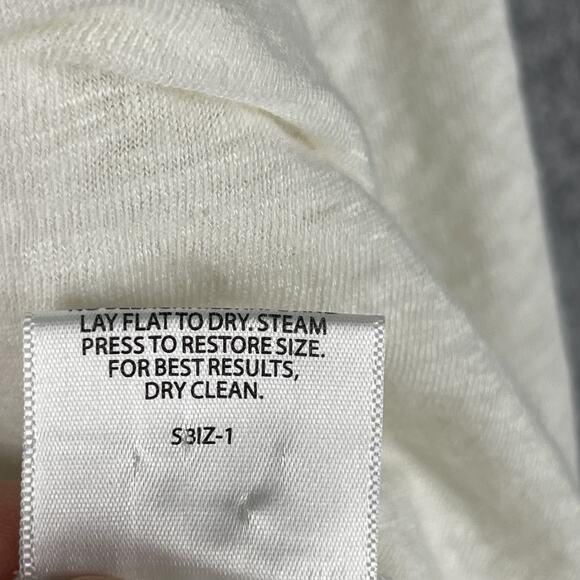 LAY FLAT TO DRY. STEAM
PRESS TO RESTORE SIZE.
FOR BEST RESULTS,
DRY CLEAN.
S3IZ-1